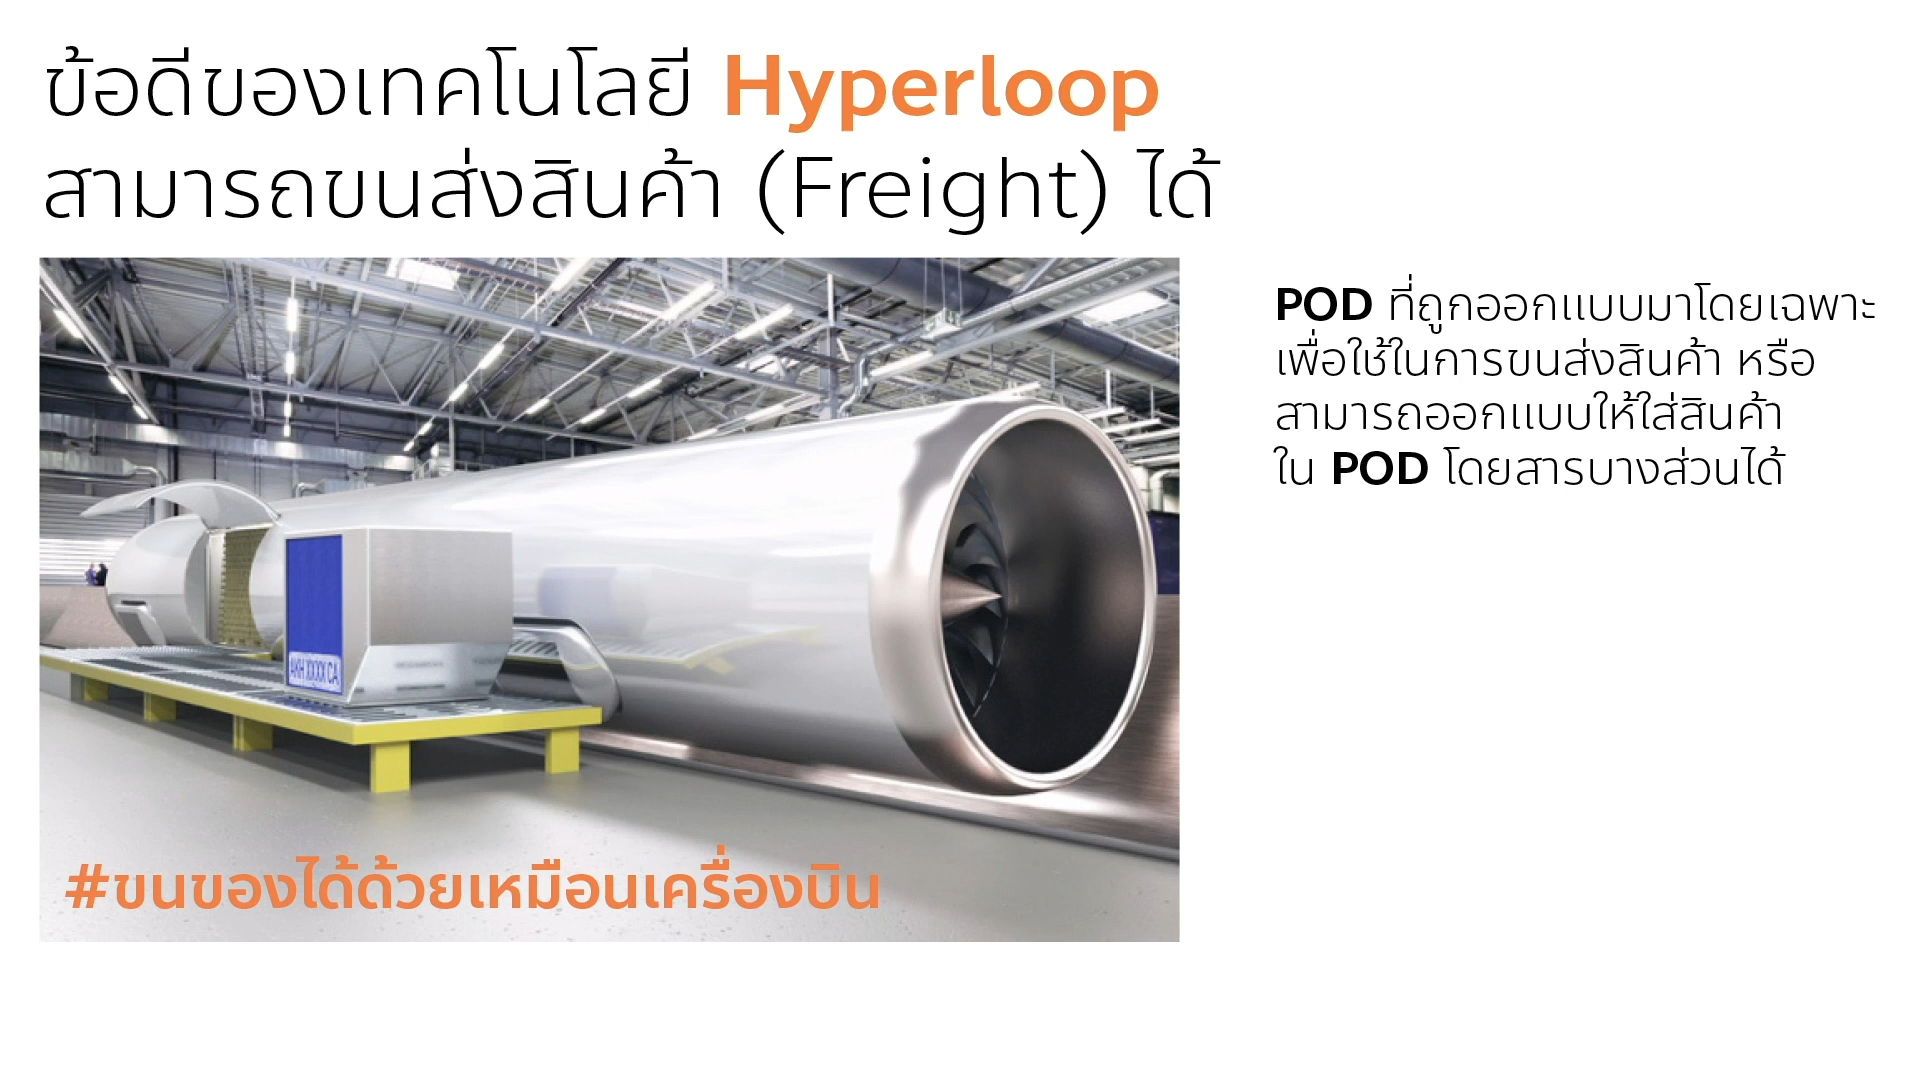 ข้อดีของเทคโนโลยี Hyperloop
สามารถขนส่งสินค้า (Freight) ได้
POD ที่ถูกออกแบบมาโดยเฉพาะ
เพื่อใช้ในการขนส่งสินค้า หรือ
สามารถออกแบบให้ใส่สินค้า
ใน POD โดยสารบางส่วนได้
AKH XXXX CA
#ขนของได้ด้วยเหมือนเครื่องบิน